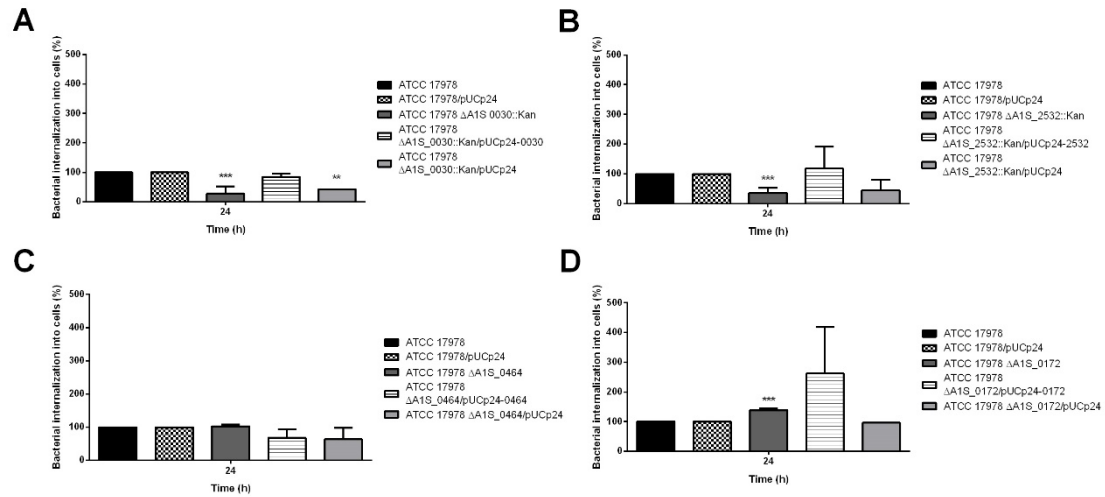 A
Bacterial internalization into cells (%)
500
400
300
200
100
0
***
**
24
Time (h)
ATCC 17978
ATCC 17978/pUCp24
ATCC 17978 ΔA1S 0030::Kan
ATCC 17978
ΔA1S_0030::Kan/pUCp24-0030
ATCC 17978
ΔA1S_0030::Kan/pUCp24
B
Bacterial internalization into cells (%)
500
400
300
200
100
0
***
24
Time (h)
ATCC 17978
ATCC 17978/pUCp24
ATCC 17978 ΔA1S_2532::Kan
ATCC 17978
ΔA1S_2532::Kan/pUCp24-2532
ATCC 17978
ΔA1S_2532::Kan/pUCp24
C
Bacterial internalization into cells (%)
500
400
300
200
100
0
24
Time (h)
ATCC 17978
ATCC 17978/pUCp24
ATCC 17978 ΔA1S_0464
ATCC 17978
ΔA1S_0464/pUCp24-0464
ATCC 17978 ΔA1S_0464/pUCp24
D
Bacterial internalization into cells (%)
500
400
300
200
100
0
***
24
Time (h)
ATCC 17978
ATCC 17978/pUCp24
ATCC 17978 ΔA1S_0172
ATCC 17978
ΔA1S_0172/pUCp24-0172
ATCC 17978 ΔA1S_0172/pUCp24